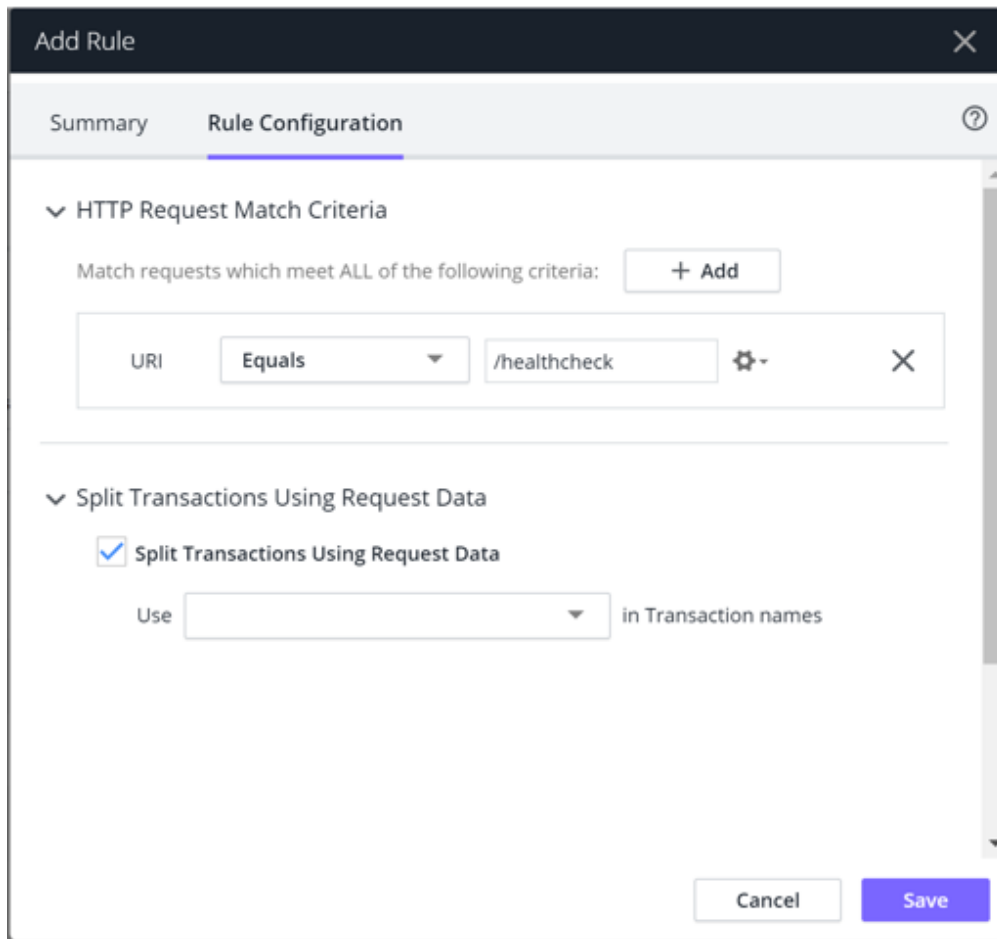 Add Rule
Summary Rule Configuration
HTTP Request Match Criteria
Match requests which meet ALL of the following criteria: + Add
URI Equals /healthcheck
Split Transactions Using Request Data
Split Transactions Using Request Data
Use in Transaction names
Cancel Save